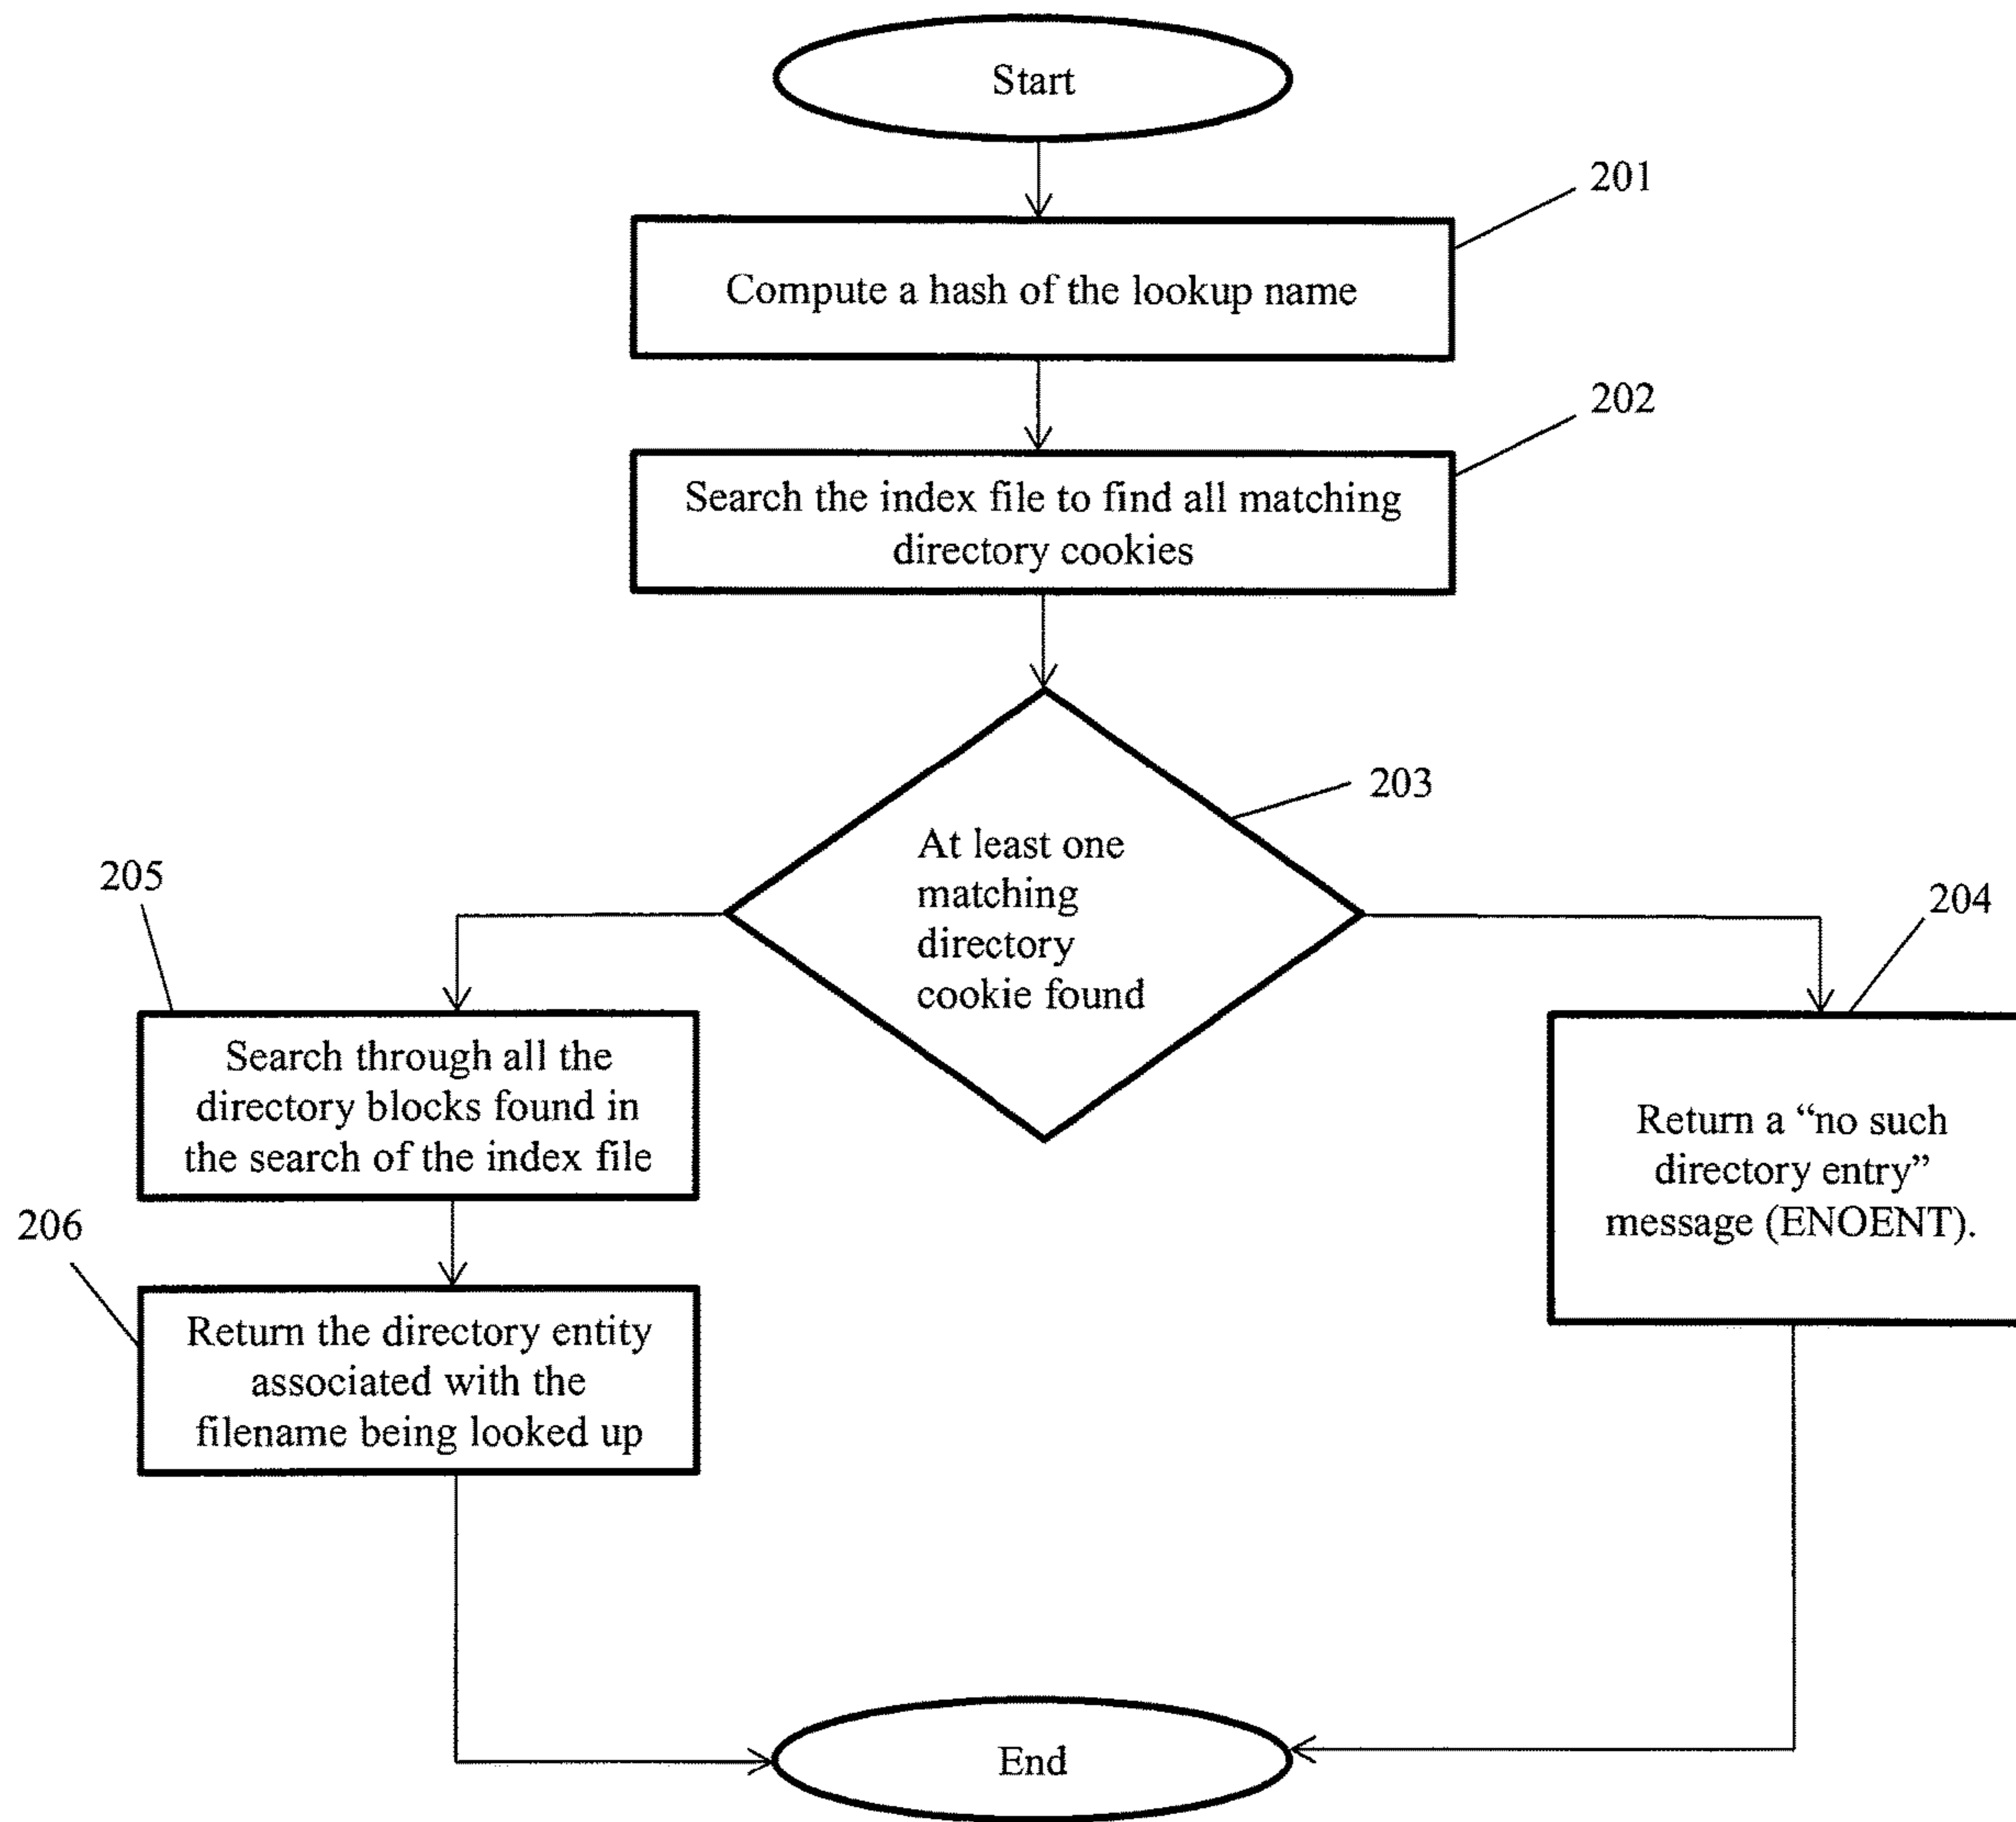 Start
201
Compute a hash of the lookup name
202
Search the index file to find all matching
directory cookies
203
At least one
matching
directory
cookie found
205
Search through all the
directory blocks found in
the search of the index file
204
Return a “no such
directory entry”
message (ENOENT).
206
Return the directory entity
associated with the
filename being looked up
End